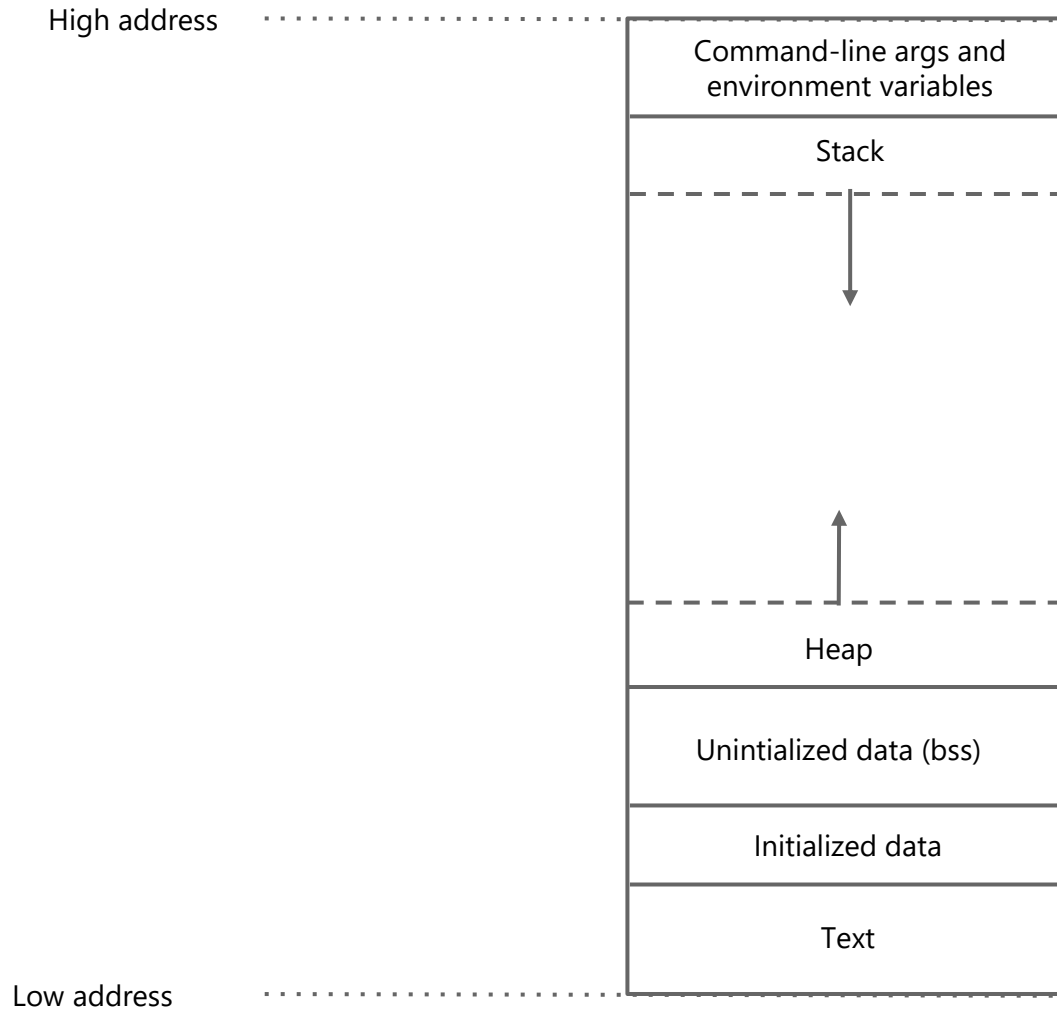 High address
Command-line args and
environment variables
Stack
Heap
Unintialized data (bss)
Initialized data
Text
Low address